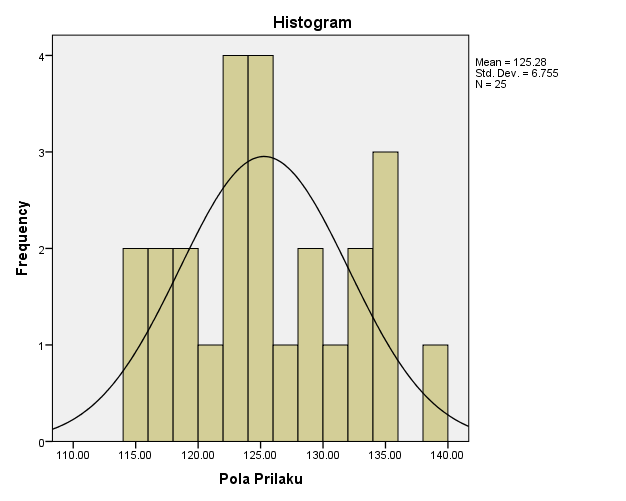 Histogram
Mean = 125.28
Std. Dev. = 6.755
N = 25
4
3
2
1
0
Frequency
110.00 115.00 120.00 125.00 130.00 135.00 140.00
Pola Prilaku